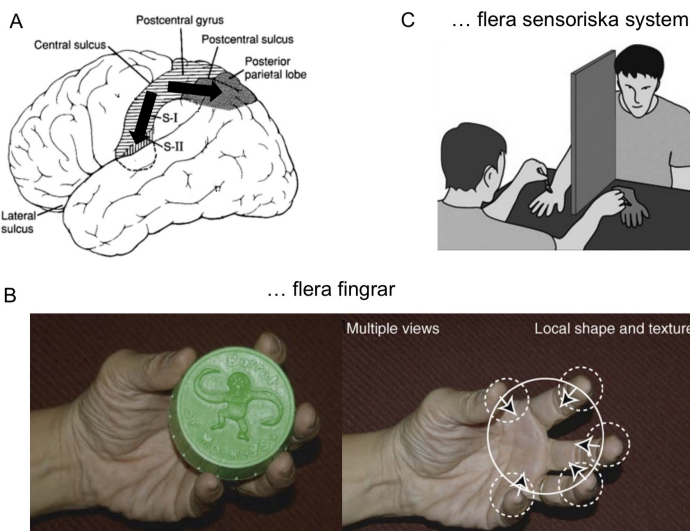 A
Postcentral gyrus
Postcentral sulcus
Central sulcus
Posterior
parietal lobe
S-I
S-II
Lateral
sulcus
C
... flera sensoriska system
B
... flera fingrar
Multiple views
Local shape and texture